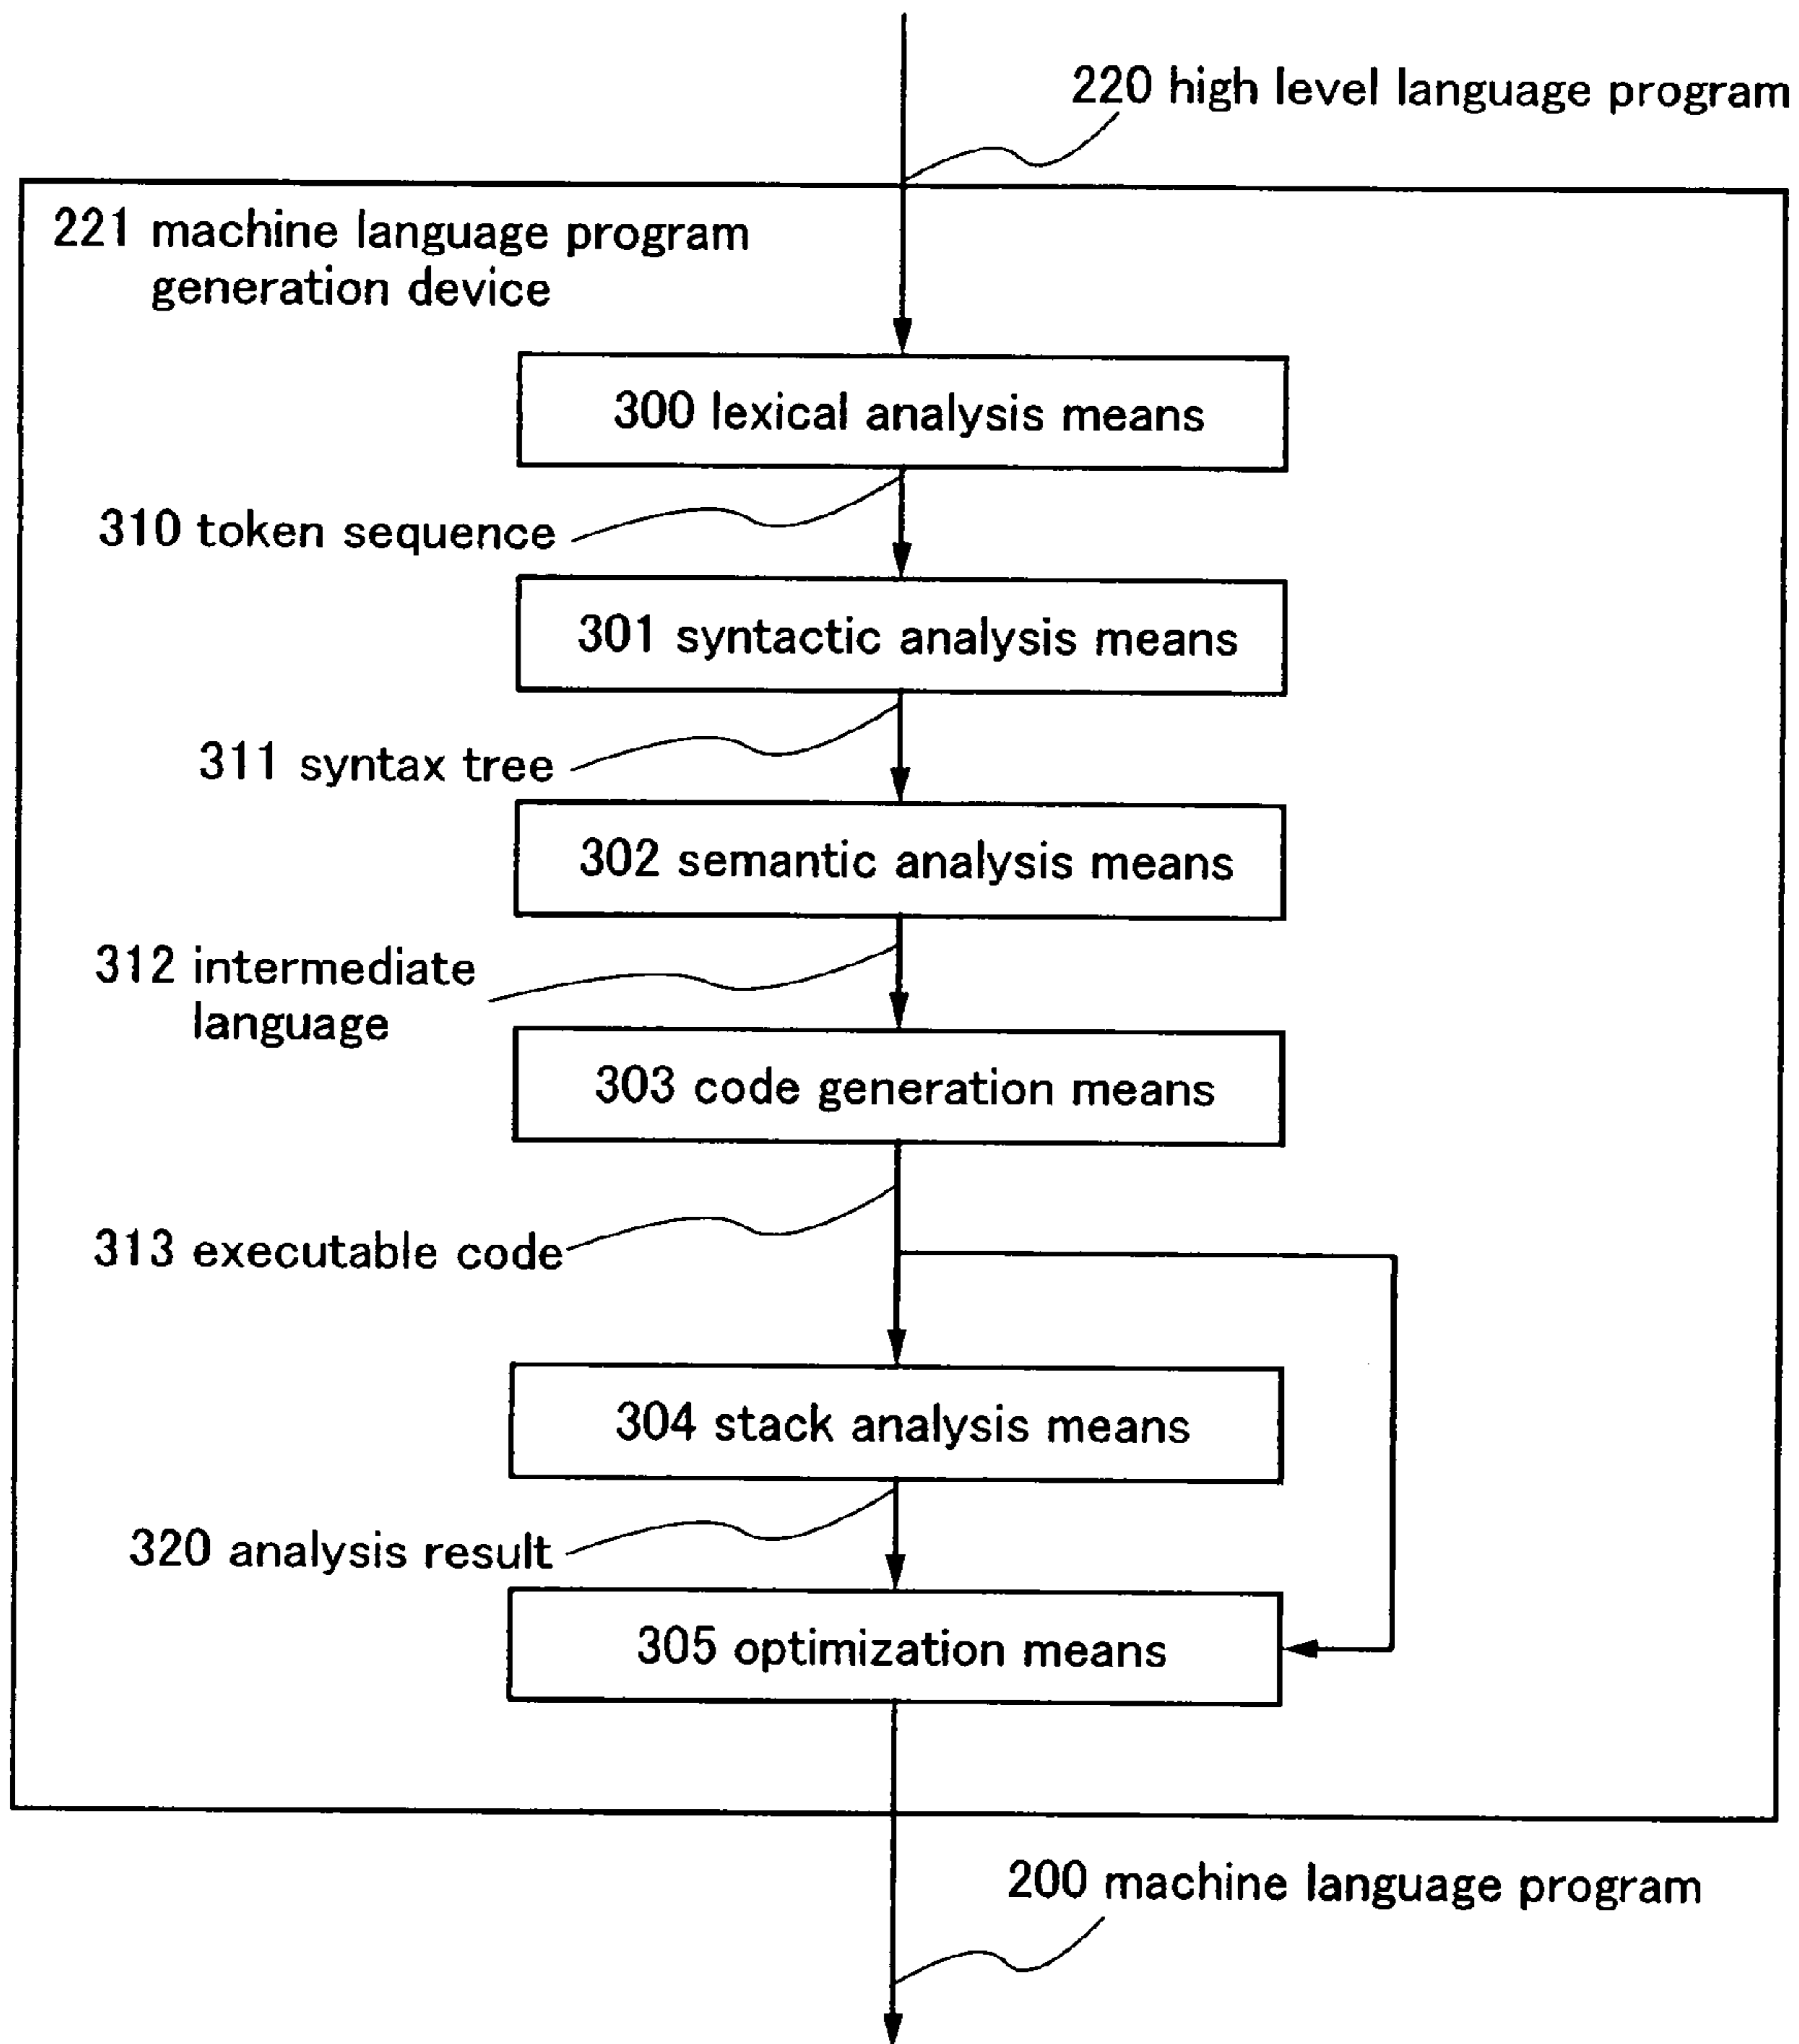 220 high level language program
221 machine language program
generation device
300 lexical analysis means
310 token sequence
301 syntactic analysis means
311 syntax tree
302 semantic analysis means
312 intermediate
language
303 code generation means
313 executable code
304 stack analysis means
320 analysis result
305 optimization means
200 machine language program